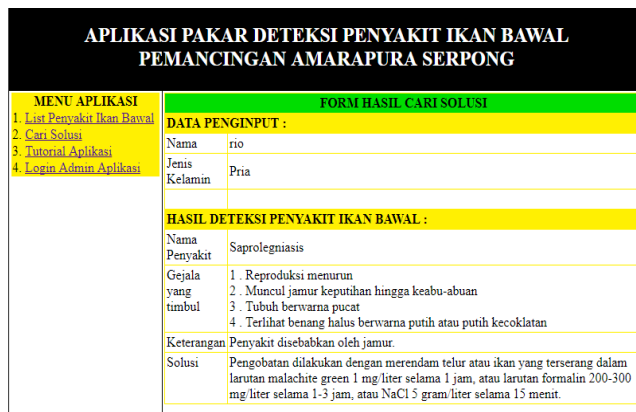 APLIKASI PAKAR DETEKSI PENYAKIT IKAN BAWAL
PEMANCINGAN AMARAPURA SERPONG
MENU APLIKASI
1. List Penyakit Ikan Bawal
2. Cari Solusi
3. Tutorial Aplikasi
4. Login Admin Aplikasi
FORM HASIL CARI SOLUSI
DATA PENGINPUT :
Nama rio
Jenis
Kelamin Pria
HASIL DETEKSI PENYAKIT IKAN BAWAL :
Nama
Penyakit Saprolegniasis
Gejala
yang
timbul
1 . Reproduksi menurun
2 . Muncul jamur keputihan hingga keabu-abuan
3 . Tubuh berwarna pucat
4 . Terlihat benang halus berwarna putih atau putih kecoklatan
Keterangan Penyakit disebabkan oleh jamur.
Solusi Pengobatan dilakukan dengan merendam telur atau ikan yang terserang dalam
larutan malachite green 1 mg/liter selama 1 jam, atau larutan formalin 200-300
mg/liter selama 1-3 jam, atau NaCl 5 gram/liter selama 15 menit.